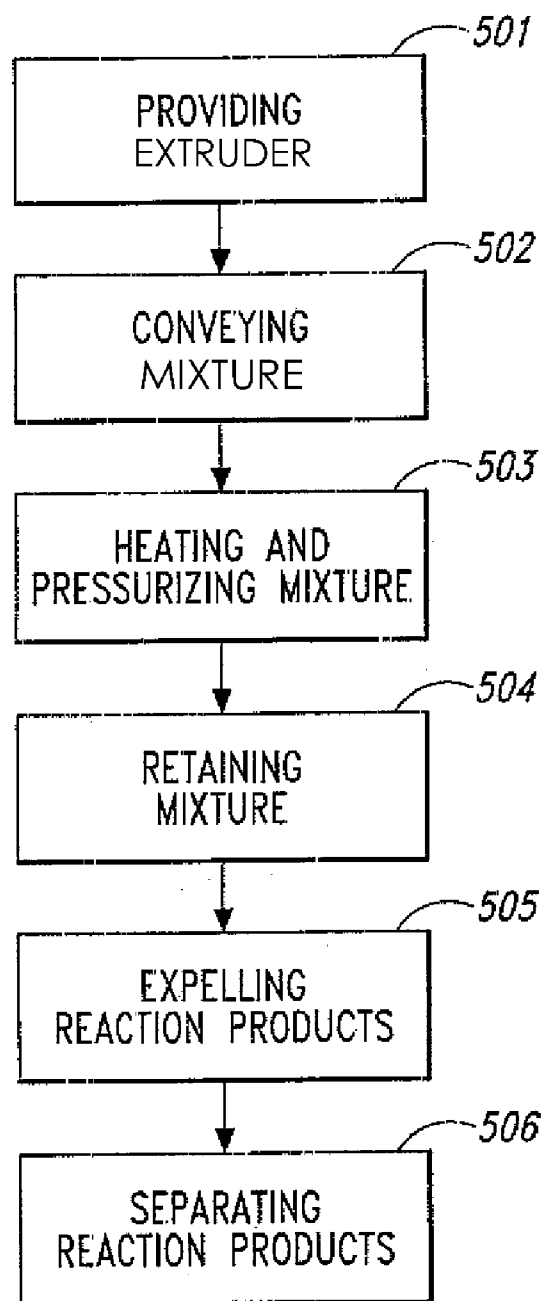 501
PROVIDING
EXTRUDER
502
CONVEYING
MIXTURE
503
HEATING AND
PRESSURIZING MIXTURE
504
RETAINING
MIXTURE
505
EXPELLING
REACTION PRODUCTS
506
SEPARATING
REACTION PRODUCTS